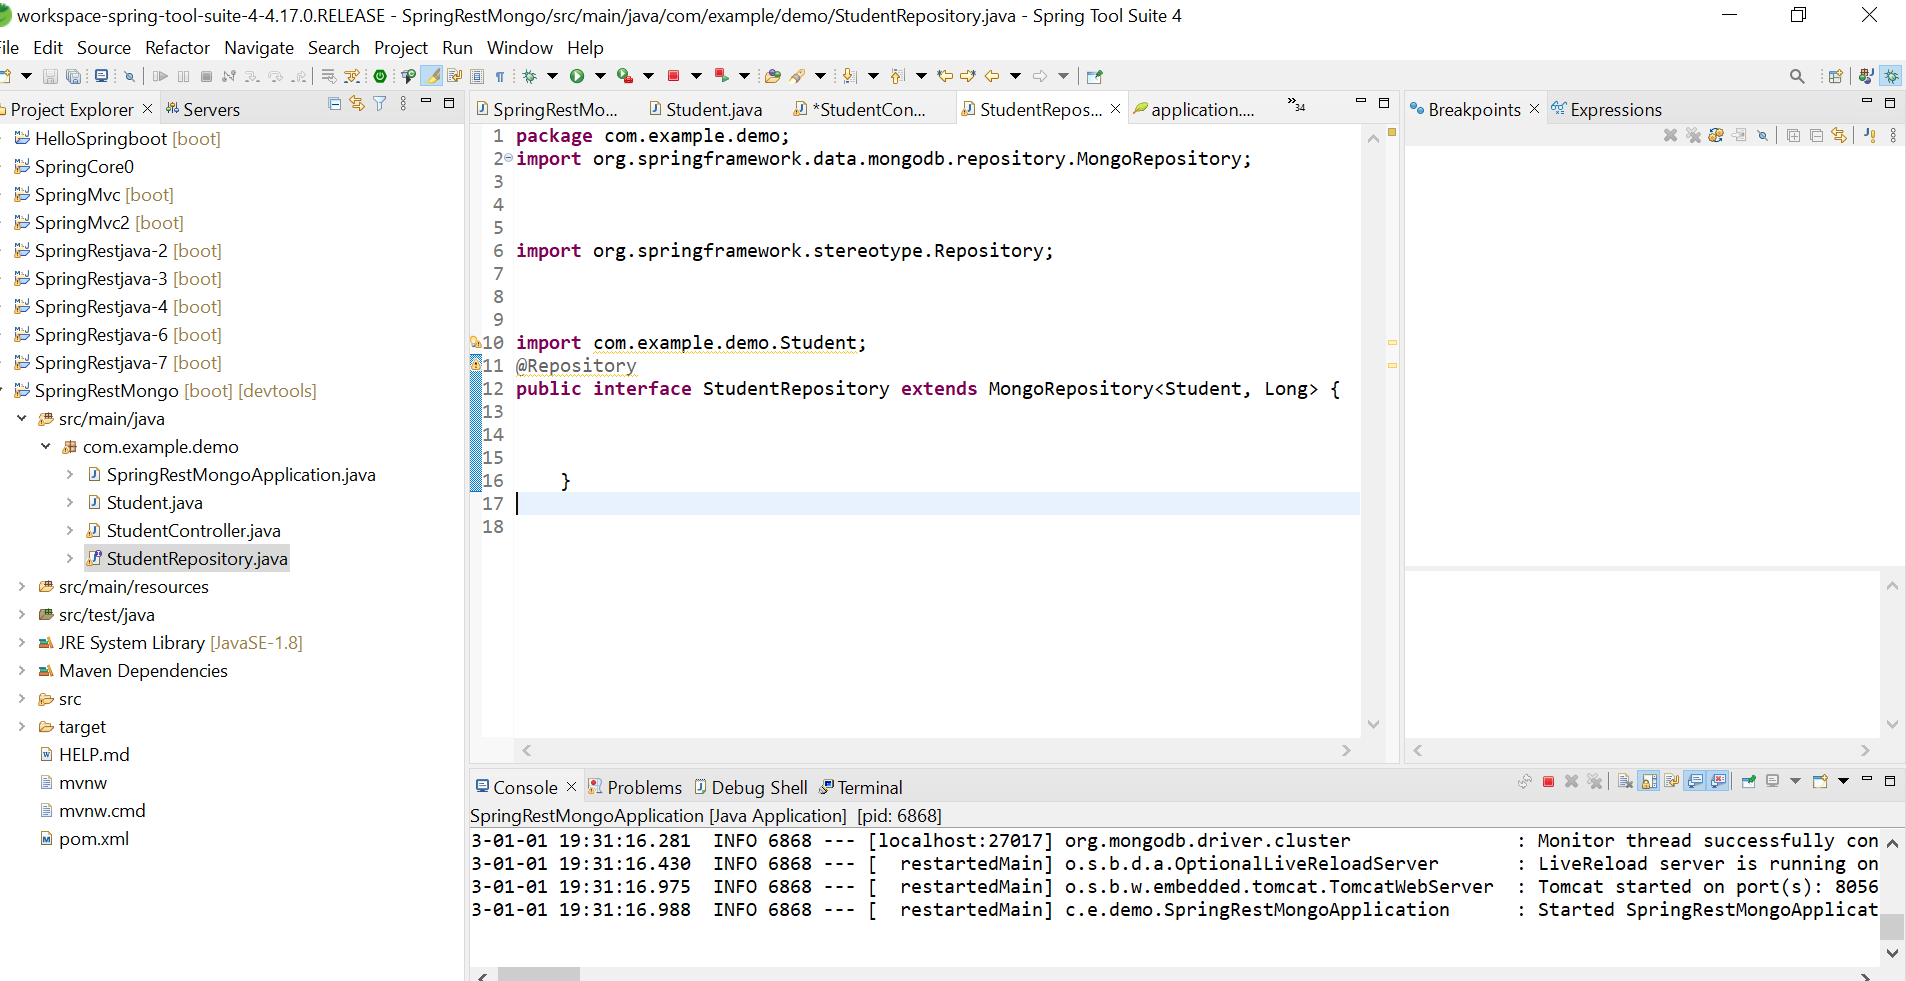 workspace-spring-tool-suite-4-4.17.0.RELEASE - SpringRestMongo/src/main/java/com/example/demo/StudentRepository.java - Spring Tool Suite 4
ile Edit Source Refactor Navigate Search Project Run Window Help
Project Explorer
Servers
HelloSpringboot [boot]
SpringCore0
SpringMvc [boot]
SpringMvc2 [boot]
SpringRestjava-2 [boot]
SpringRestjava-3 [boot]
SpringRestjava-4 [boot]
SpringRestjava-6 [boot]
SpringRestjava-7 [boot]
SpringRestMongo [boot] [devtools]
src/main/java
com.example.demo
SpringRestMongoApplication.java
Student.java
StudentController.java
StudentRepository.java
src/main/resources
src/test/java
JRE System Library [JavaSE-1.8]
Maven Dependencies
src
target
HELP.md
mvnw
mvnw.cmd
pom.xml
SpringRestMo...
Student.java
*StudentCon...
StudentRepos...
application....
»34
1 package com.example.demo;
2 import org.springframework.data.mongodb.repository.MongoRepository;
3
4
5
6 import org.springframework.stereotype.Repository;
7
8
9
10 import com.example.demo.Student;
11 @Repository
12 public interface StudentRepository extends MongoRepository<Student, Long> {
13
14
15
16 }
17
18
Breakpoints
Expressions
Console
Problems
Debug Shell
Terminal
SpringRestMongoApplication [Java Application] [pid: 6868]
3-01-01 19:31:16.281 INFO 6868 --- [localhost:27017] org.mongodb.driver.cluster : Monitor thread successfully con
3-01-01 19:31:16.430 INFO 6868 --- [ restartedMain] o.s.b.d.a.OptionalLiveReloadServer : LiveReload server is running on
3-01-01 19:31:16.975 INFO 6868 --- [ restartedMain] o.s.b.w.embedded.tomcat.TomcatWebServer : Tomcat started on port(s): 8056
3-01-01 19:31:16.988 INFO 6868 --- [ restartedMain] c.e.demo.SpringRestMongoApplication : Started SpringRestMongoApplicat